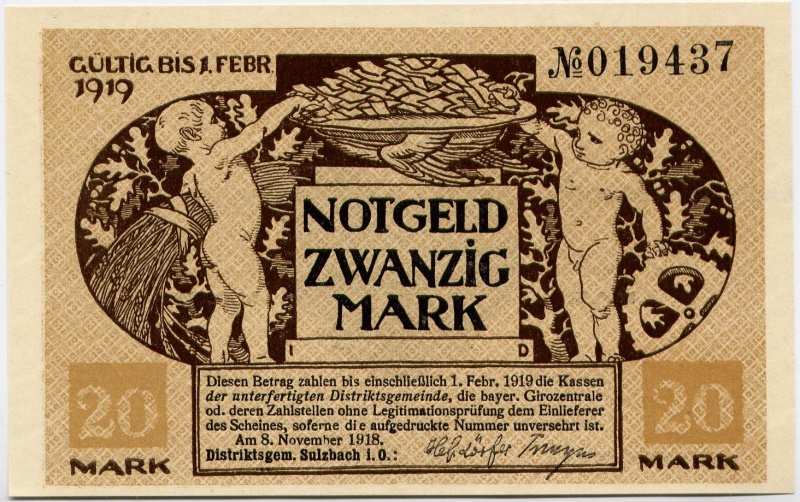 GÜLTIG BIS 1. FEBR.
1919
№ 019437
NOTGELD
ZWANZIG
MARK
I D
20
MARK
Diesen Betrag zahlen bis einschließlich 1. Febr. 1919 die Kassen
der unterfertigten Distriktsgemeinde, die bayer. Girozentrale
od. deren Zahlstellen ohne Legitimationsprüfung dem Einlieferer
des Scheines, soferne die aufgedruckte Nummer unversehrt ist.
Am 8. November 1918.
Distriktsgem. Sulzbach i. O.:
20
MARK